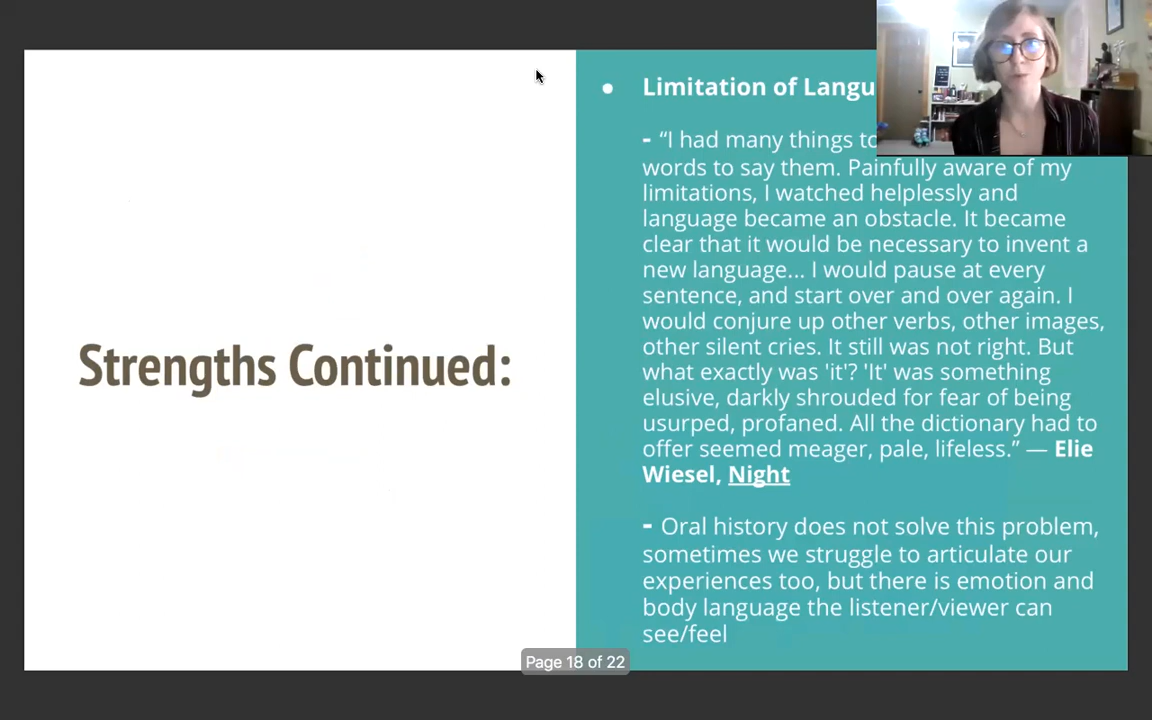 Strengths Continued:
● Limitation of Langu
- “I had many things to
words to say them. Painfully aware of my
limitations, I watched helplessly and
language became an obstacle. It became
clear that it would be necessary to invent a
new language... I would pause at every
sentence, and start over and over again. I
would conjure up other verbs, other images,
other silent cries. It still was not right. But
what exactly was 'it'? 'It' was something
elusive, darkly shrouded for fear of being
usurped, profaned. All the dictionary had to
offer seemed meager, pale, lifeless.” — Elie
Wiesel, Night
- Oral history does not solve this problem,
sometimes we struggle to articulate our
experiences too, but there is emotion and
body language the listener/viewer can
see/feel
Page 18 of 22